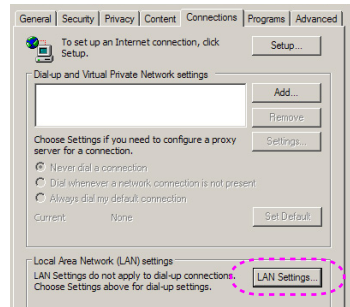 General Security Privacy Content Connections Programs Advanced
To set up an Internet connection, click
Setup.
Setup...
Dial-up and Virtual Private Network settings
Add...
Remove
Choose Settings if you need to configure a proxy
server for a connection.
Settings...
Never dial a connection
Dial whenever a network connection is not present
Always dial my default connection
Current: None
Set Default
Local Area Network (LAN) settings
LAN Settings do not apply to dial-up connections.
Choose Settings above for dial-up settings.
LAN Settings...